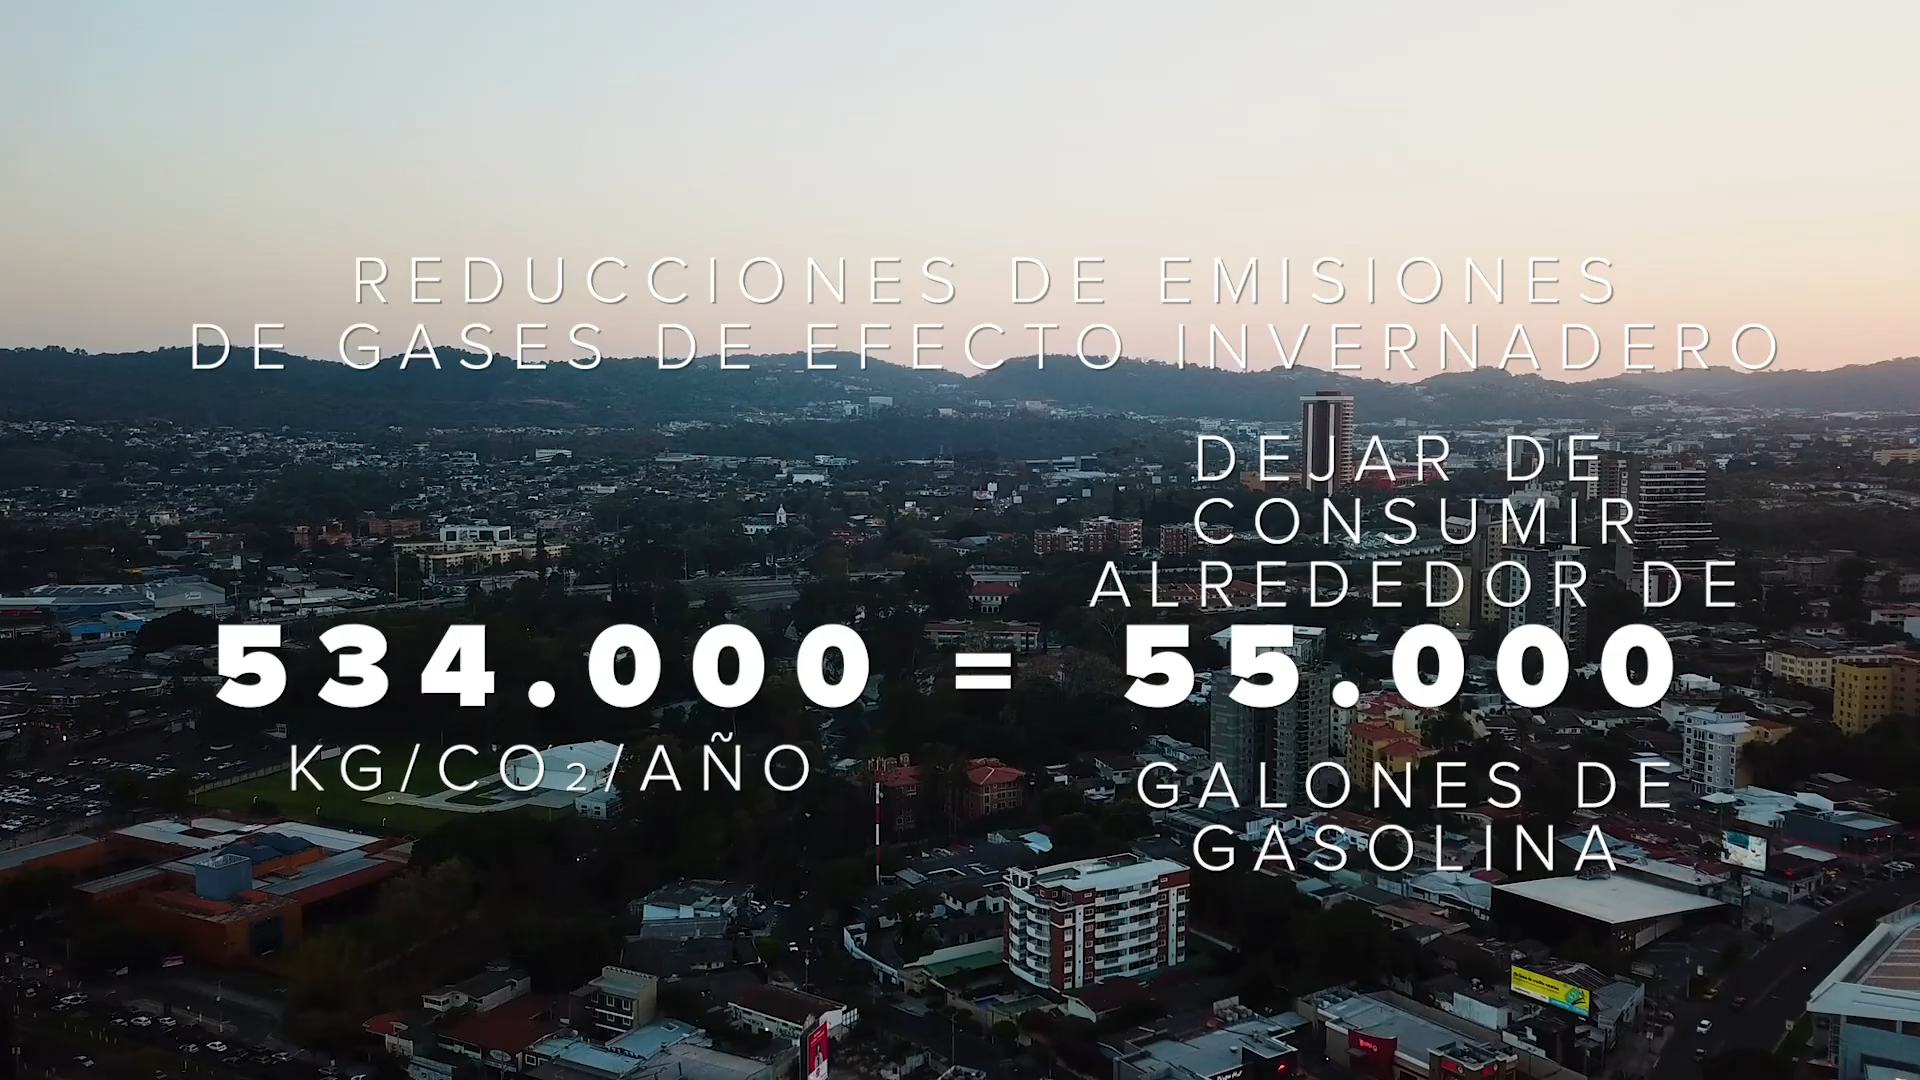 REDUCCIONES DE EMISIONES
DE GASES DE EFECTO INVERNADERO
DEJAR DE
CONSUMIR
ALREDEDOR DE
534.000 = 55.000
KG/CO₂/AÑO
GALONES DE
GASOLINA